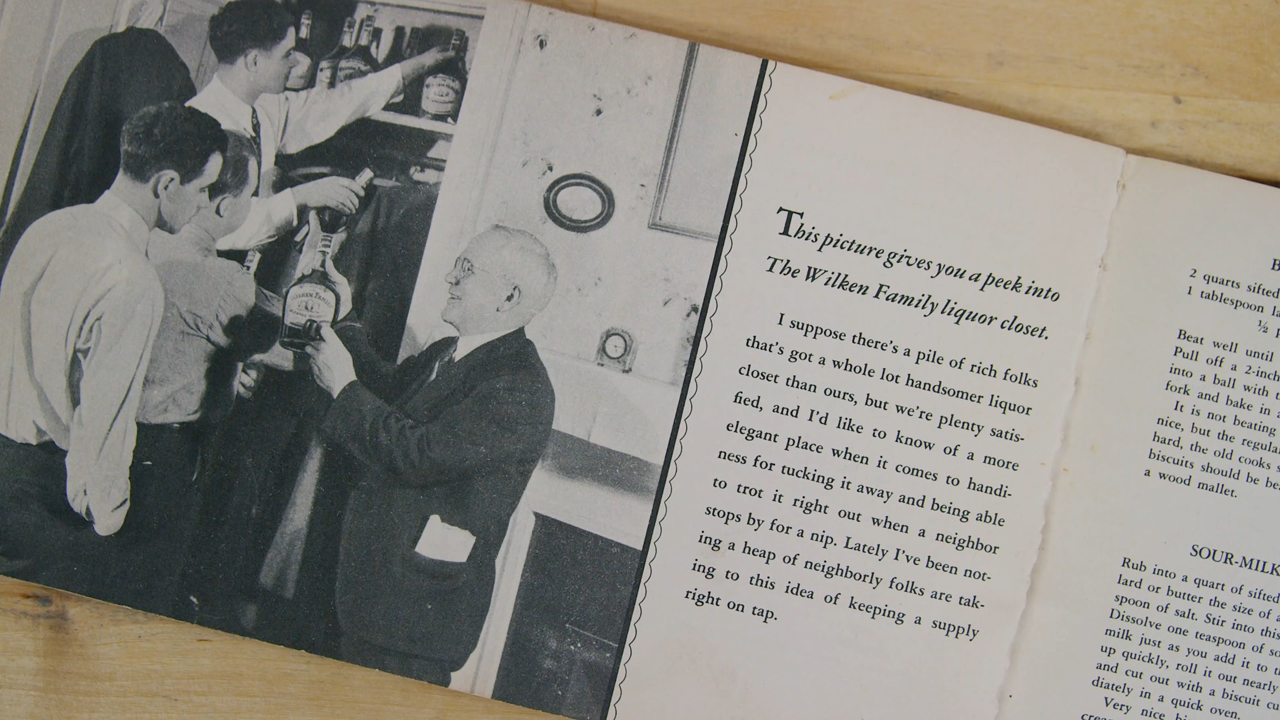 This picture gives you a peek into
The Wilken Family liquor closet.
I suppose there's a pile of rich folks
that's got a whole lot handsomer liquor
closet than ours, but we're plenty satis-
fied, and I'd like to know of a more
elegant place when it comes to handi-
ness for tucking it away and being able
to trot it right out when a neighbor
stops by for a nip. Lately I've been not-
ing a heap of neighborly folks are tak-
ing to this idea of keeping a supply
right on tap.
2 quarts sifted
1 tablespoon
½
Beat well until
Pull off a 2-inch
into a ball with
fork and bake in
It is not beating
nice, but the regular
hard, the old cooks
biscuits should be
a wood mallet.
SOUR-MILK
Rub into a quart of sifted
lard or butter the size of
spoon of salt. Stir into this
Dissolve one teaspoon of
milk just as you add it to
up quickly, roll it out nearly
and cut out with a biscuit
diately in a quick oven.
Very nice